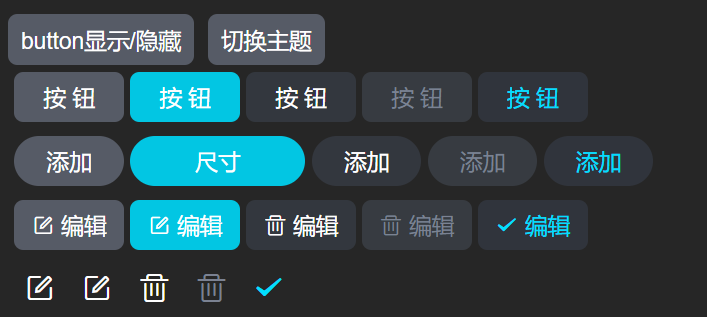 button显示/隐藏 切换主题
按 钮 按 钮 按 钮 按 钮 按 钮
添加 尺寸 添加 添加 添加
编辑 编辑 编辑 编辑 编辑